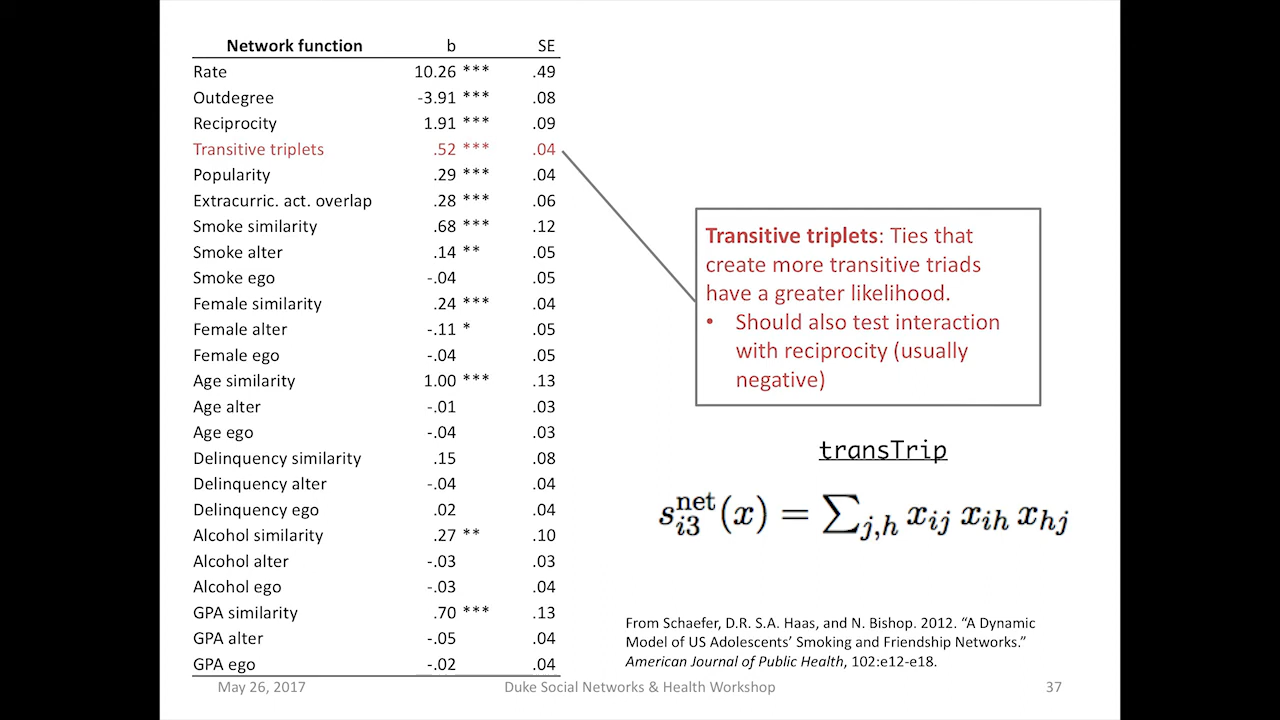 Network function b SE
Rate 10.26 *** .49
Outdegree -3.91 *** .08
Reciprocity 1.91 *** .09
Transitive triplets .52 *** .04
Popularity .29 *** .04
Extracurric. act. overlap .28 *** .06
Smoke similarity .68 *** .12
Smoke alter .14 ** .05
Smoke ego -.04 .05
Female similarity .24 *** .04
Female alter -.11 * .05
Female ego -.04 .05
Age similarity 1.00 *** .13
Age alter -.01 .03
Age ego -.04 .03
Delinquency similarity .15 .08
Delinquency alter -.04 .04
Delinquency ego .02 .04
Alcohol similarity .27 ** .10
Alcohol alter -.03 .03
Alcohol ego -.03 .04
GPA similarity .70 *** .13
GPA alter -.05 .04
GPA ego -.02 .04
Transitive triplets: Ties that
create more transitive triads
have a greater likelihood.
• Should also test interaction
with reciprocity (usually
negative)
transTrip
s_{i3}^{net}(x) = ∑_{j,h} x_{ij} x_{ih} x_{hj}
From Schaefer, D.R. S.A. Haas, and N. Bishop. 2012. “A Dynamic
Model of US Adolescents’ Smoking and Friendship Networks.”
American Journal of Public Health, 102:e12-e18.
May 26, 2017 Duke Social Networks & Health Workshop 37